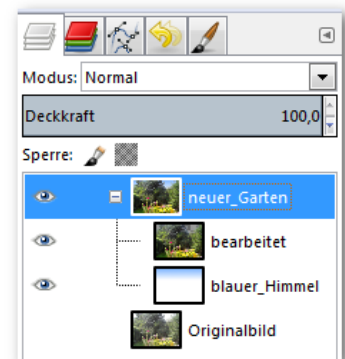 Modus: Normal
Deckkraft 100,0
Sperre:
neuer_Garten
bearbeitet
blauer_Himmel
Originalbild